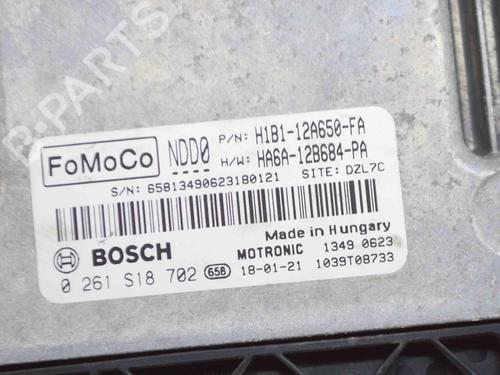 B-PARTS
FoMoCo
NDD0
P/N: H1B1-12A650-FA
H/W: HA6A-12B684-PA
S/N: 65813490623180121 SITE: DZL7C
BOSCH
Made in Hungary
MOTRONIC 1349 0623
0 261 S18 702 658 18-01-21 1039T08733